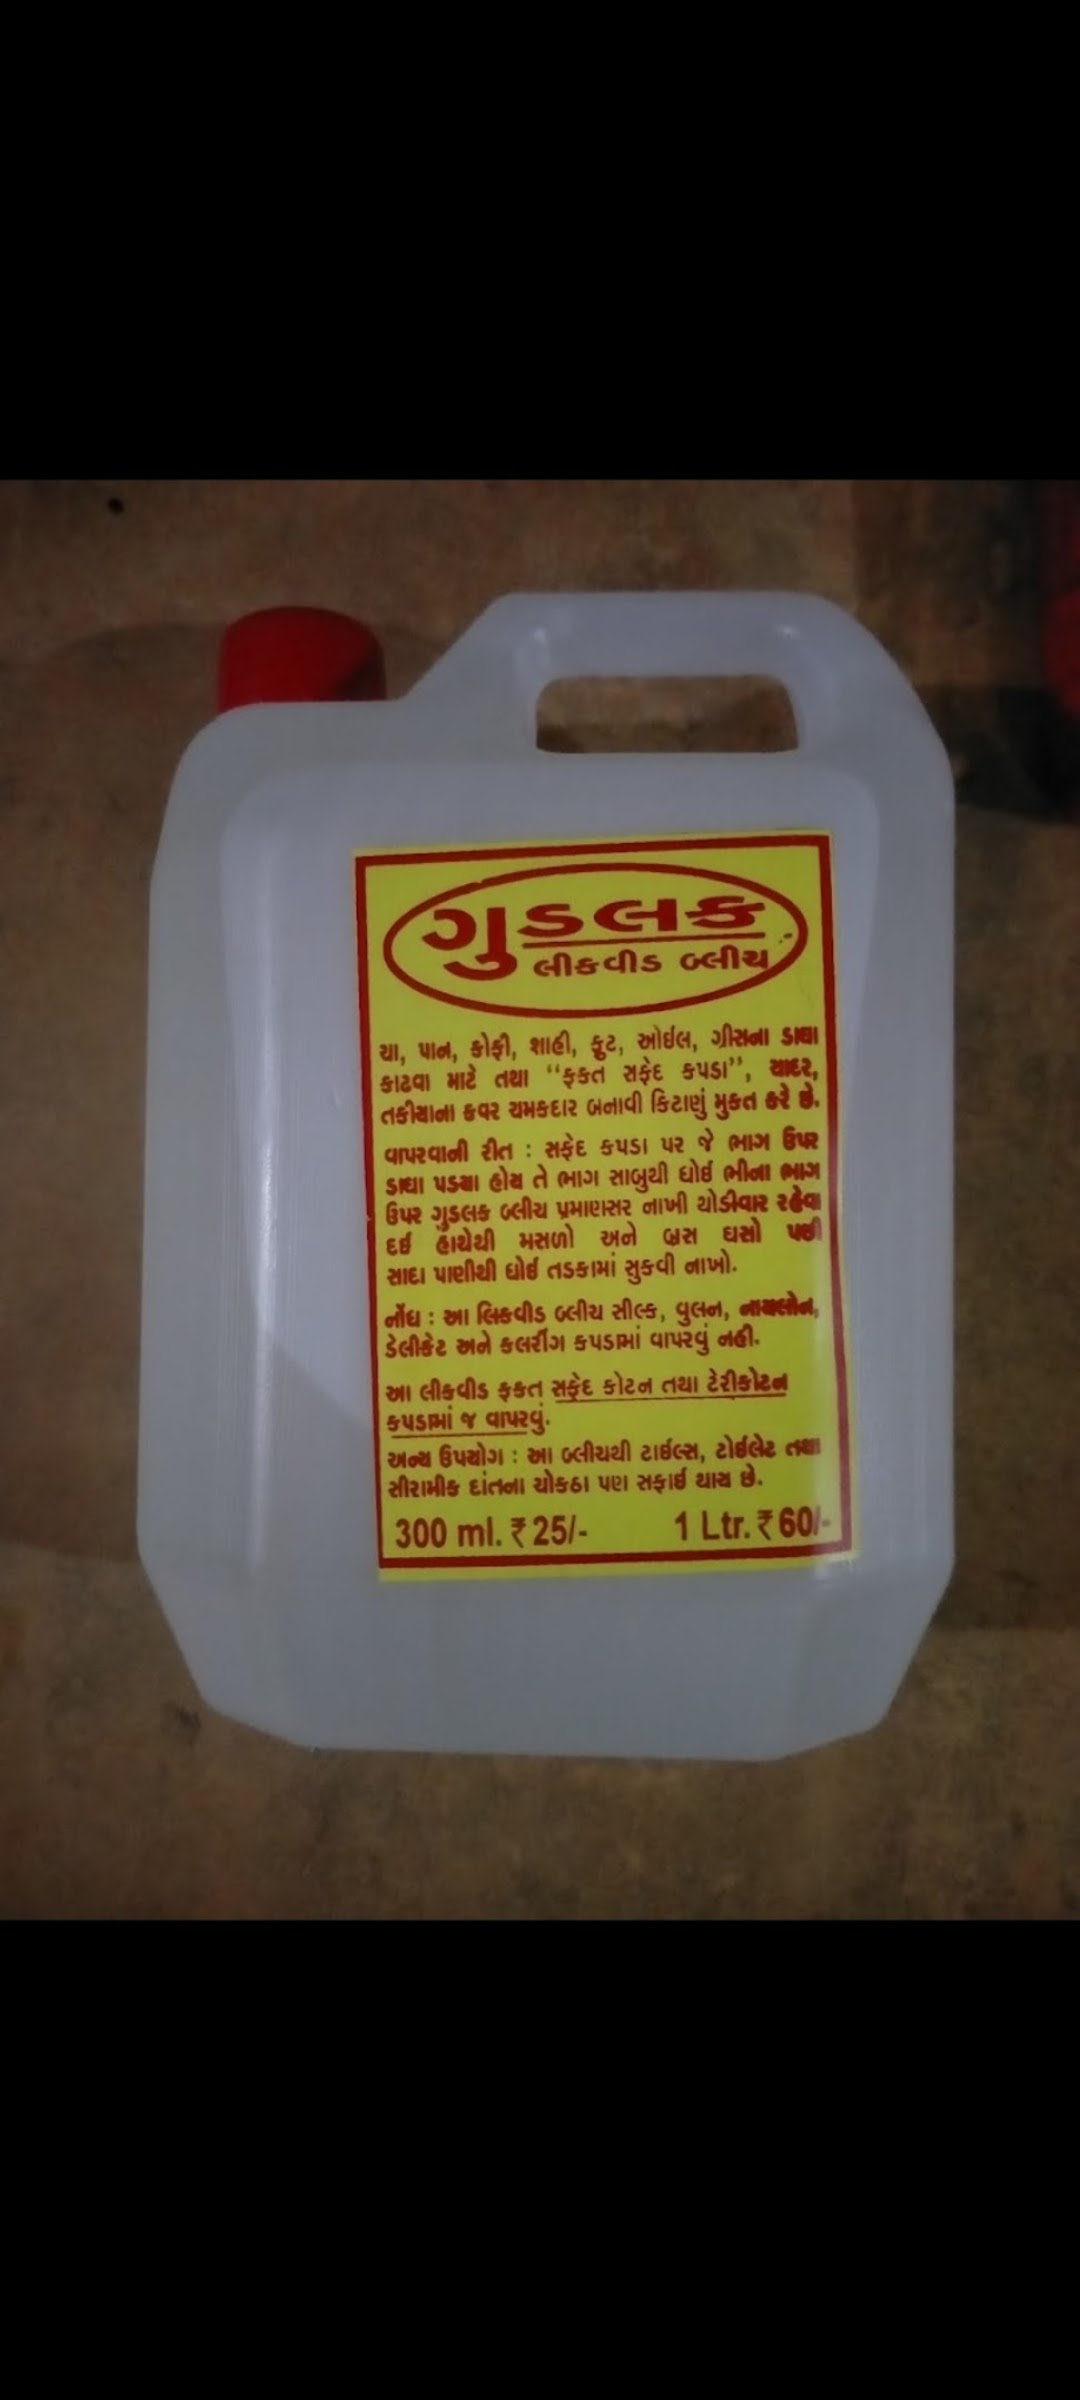 ગુડલક
લીકવીડ બ્લીચ
ચા, પાન, કોફી, શાહી, ફ્રુટ, ઓઈલ, ગ્રીસના ડાઘા
કાઢવા માટે તથા “ફકત સફેદ કપડા”, ચાદર,
તકીયાના કવર ચમકદાર બનાવી કિટાણું મુકત કરે છે.
વાપરવાની રીત : સફેદ કપડા પર જે ભાગ ઉપર
ડાઘા પડયા હોય તે ભાગ સાબુથી ધોઈ ભીના ભાગ
ઉપર ગુડલક બ્લીચ પ્રમાણસર નાખી થોડીવાર રહેવા
દઈ હાથેથી મસળો અને બ્રસ ઘસો પછી
સાદા પાણીથી ધોઈ તડકામાં સુકવી નાખો.
નોંધ : આ લિકવીડ બ્લીચ સીલ્ક, વુલન, નાયલોન,
ડેલીકેટ અને કલરીંગ કપડામાં વાપરવું નહી.
આ લીકવીડ ફકત સફેદ કોટન તથા ટેરીકોટન
કપડામાં જ વાપરવું.
અન્ય ઉપયોગ : આ બ્લીચથી ટાઈલ્સ, ટોઈલેટ તથા
સીરામીક દાંતના ચોકઠા પણ સફાઈ થાય છે.
300 ml. ₹ 25/- 1 Ltr. ₹ 60/-